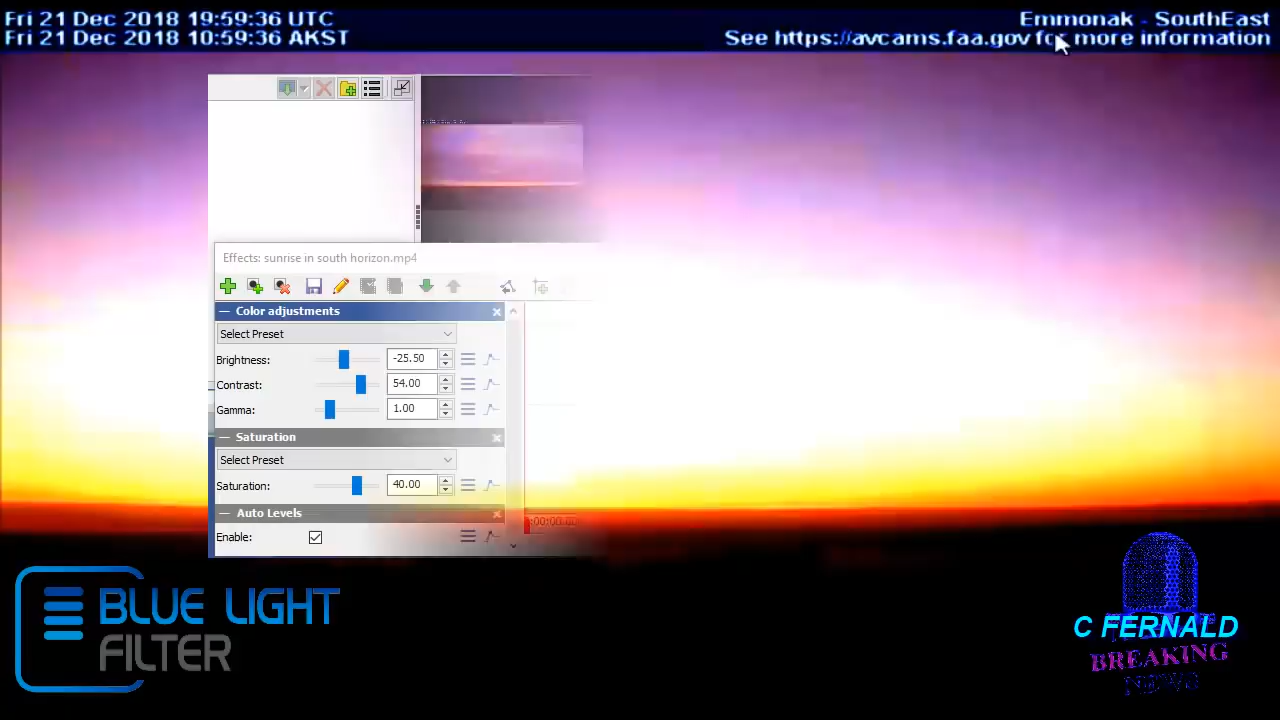 Fri 21 Dec 2018 19:59:36 UTC
Emmonak - SouthEast
Fri 21 Dec 2018 10:59:36 AKST
See https://avcams.faa.gov for more information
Effects: sunrise in south horizon.mp4
Color adjustments
Select Preset
Brightness: -25.50
Contrast: 54.00
Gamma: 1.00
Saturation
Select Preset
Saturation: 40.00
Auto Levels
Enable:
BLUE LIGHT
FILTER
C FERNALD
BREAKING
NEWS